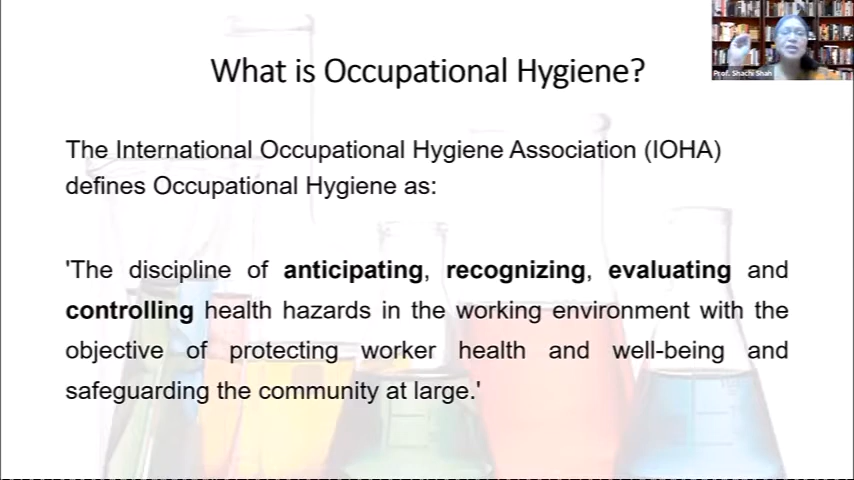 What is Occupational Hygiene?
Prof. Shachi Shah
The International Occupational Hygiene Association (IOHA)
defines Occupational Hygiene as:
'The discipline of anticipating, recognizing, evaluating and
controlling health hazards in the working environment with the
objective of protecting worker health and well-being and
safeguarding the community at large.'